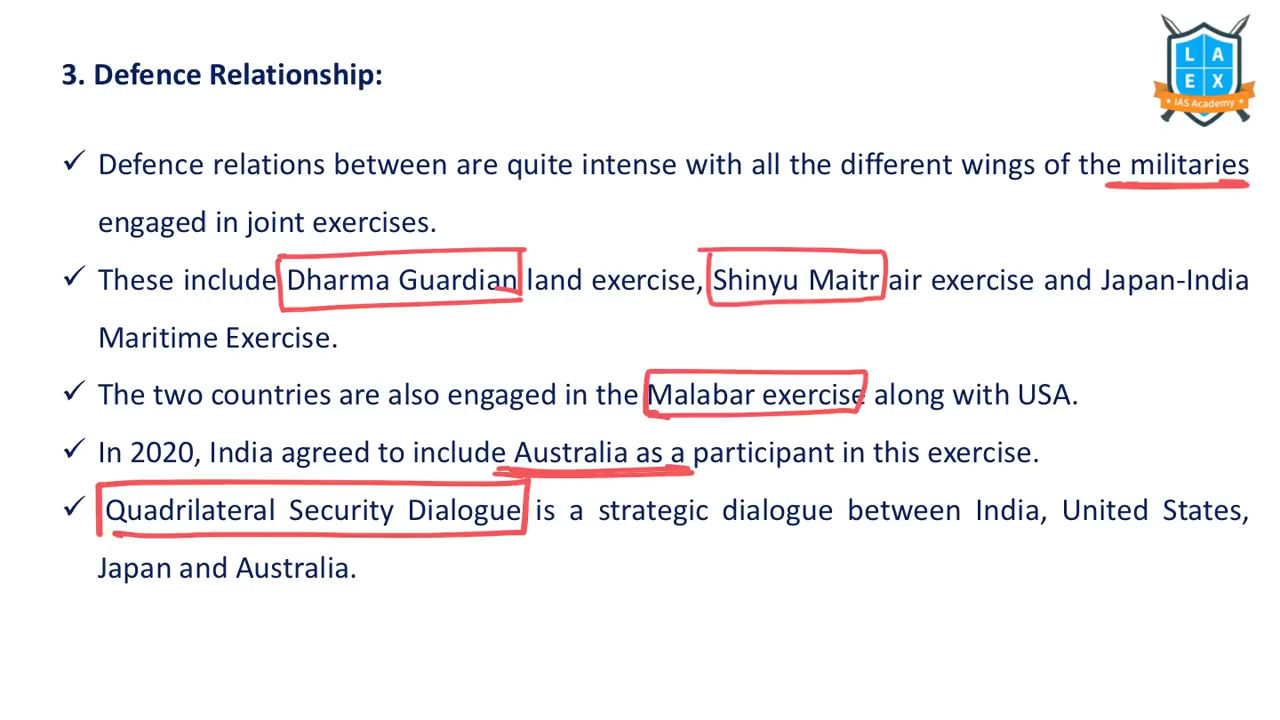 3. Defence Relationship:
L A
E X
IAS Academy
✓ Defence relations between are quite intense with all the different wings of the militaries
engaged in joint exercises.
✓ These include Dharma Guardian land exercise, Shinyu Maitr air exercise and Japan-India
Maritime Exercise.
✓ The two countries are also engaged in the Malabar exercise along with USA.
✓ In 2020, India agreed to include Australia as a participant in this exercise.
✓ Quadrilateral Security Dialogue is a strategic dialogue between India, United States,
Japan and Australia.